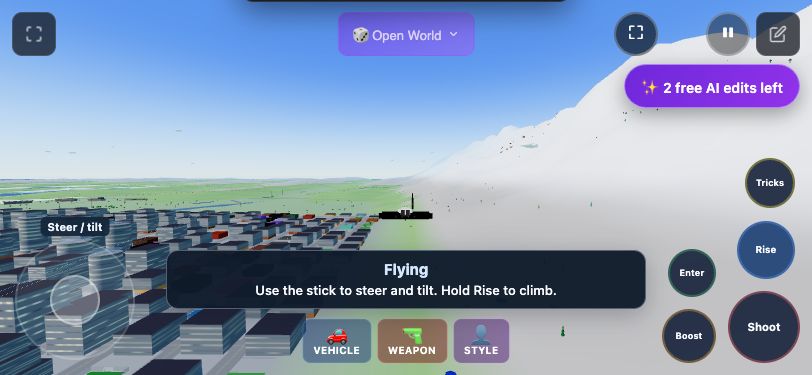 Open World
2 free AI edits left
Tricks
Steer / tilt
Rise
Flying
Enter
Use the stick to steer and tilt. Hold Rise to climb.
Shoot
Boost
VEHICLE
WEAPON
STYLE